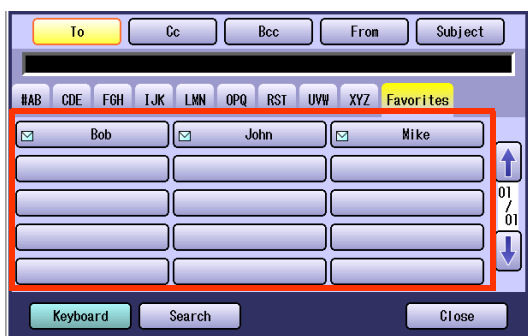 To Cc Bcc From Subject
#AB CDE FGH IJK LMN OPQ RST UVW XYZ Favorites
Bob John Mike
01
/
01
Keyboard Search Close